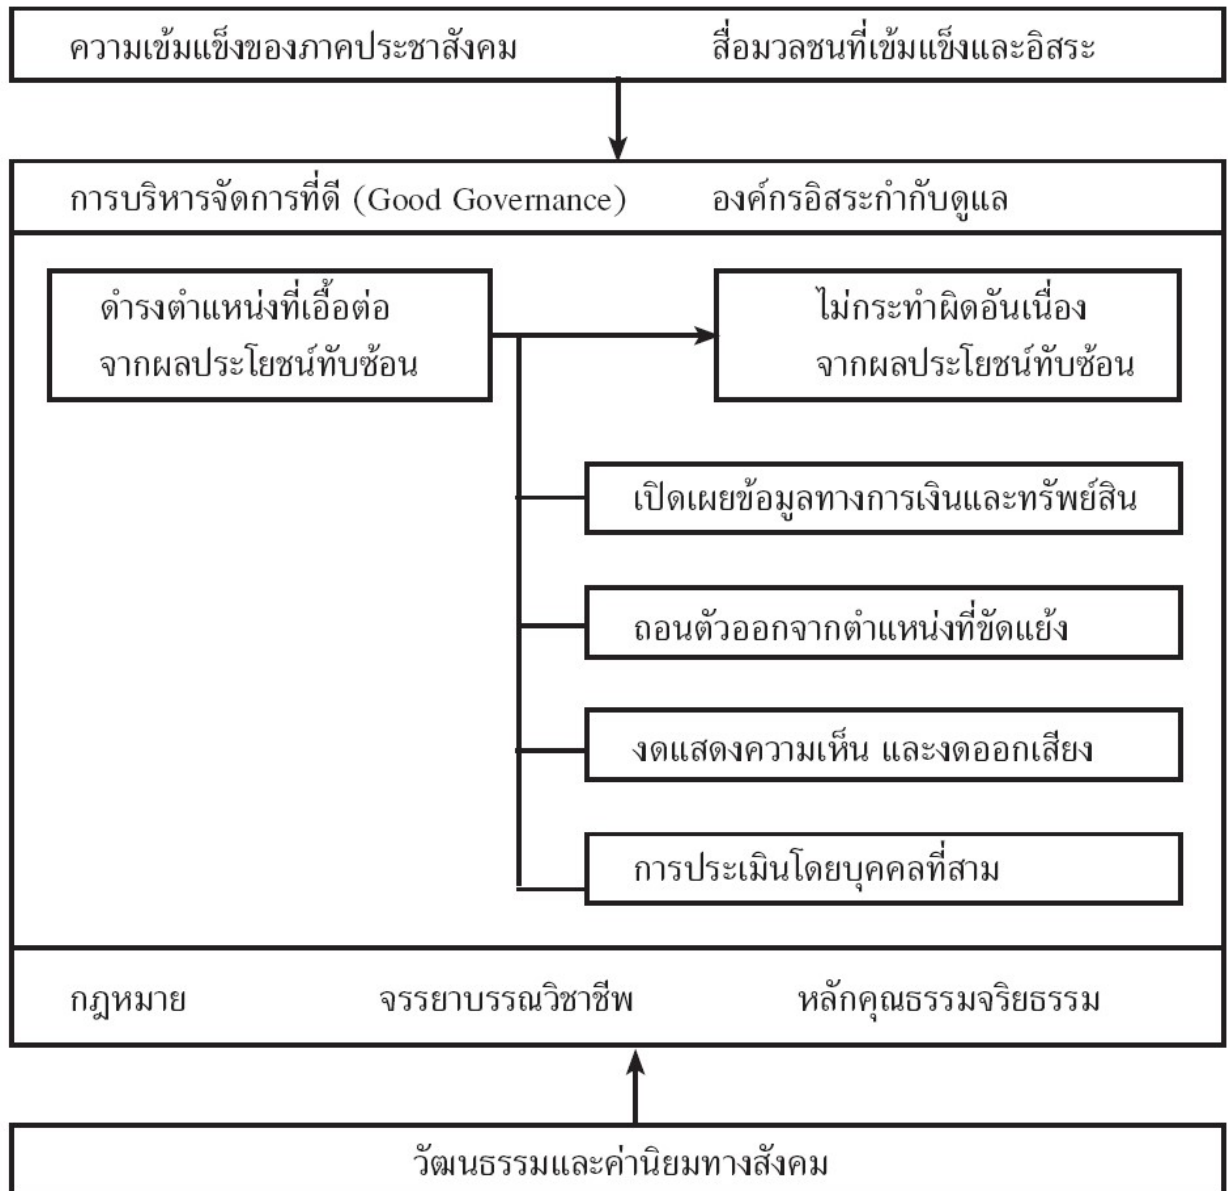 ความเข้มแข็งของภาคประชาสังคม สื่อมวลชนที่เข้มแข็งและอิสระ
การบริหารจัดการที่ดี (Good Governance) องค์กรอิสระกำกับดูแล
ดำรงตำแหน่งที่เอื้อต่อ
จากผลประโยชน์ทับซ้อน
ไม่กระทำผิดอันเนื่อง
จากผลประโยชน์ทับซ้อน
เปิดเผยข้อมูลทางการเงินและทรัพย์สิน
ถอนตัวออกจากตำแหน่งที่ขัดแย้ง
งดแสดงความเห็น และงดออกเสียง
การประเมินโดยบุคคลที่สาม
กฎหมาย จรรยาบรรณวิชาชีพ หลักคุณธรรมจริยธรรม
วัฒนธรรมและค่านิยมทางสังคม